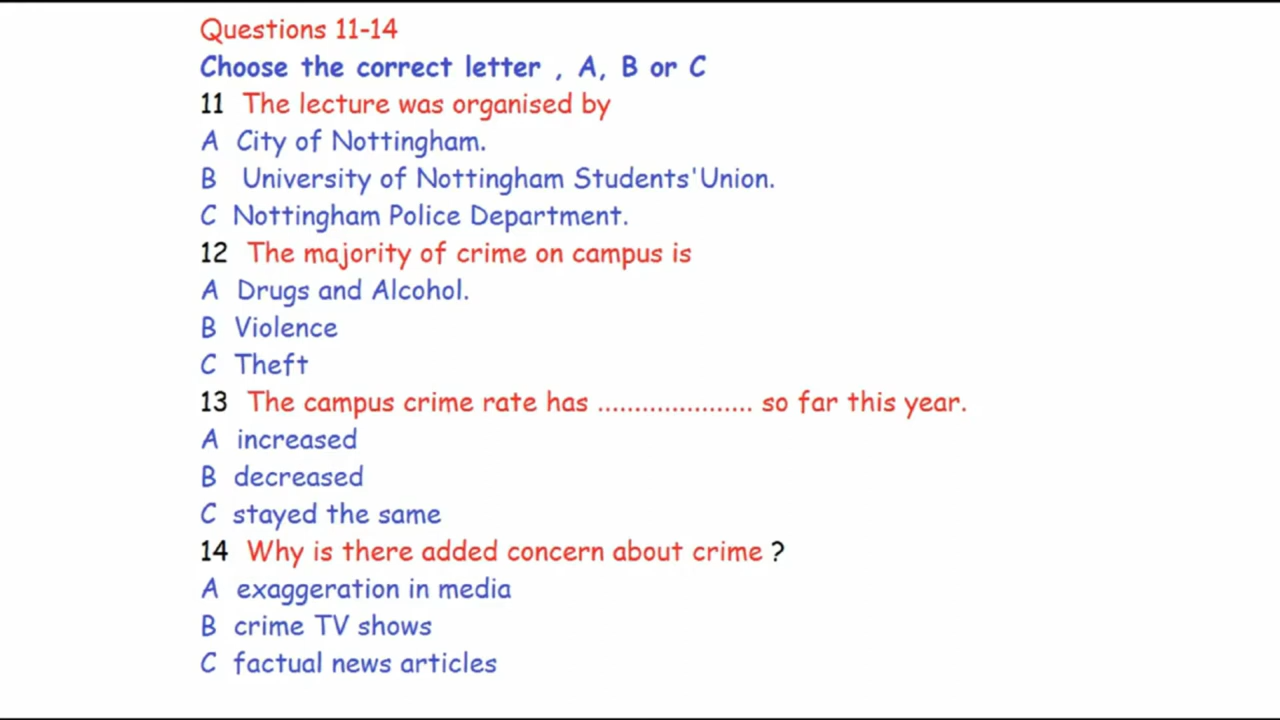 Questions 11-14
Choose the correct letter , A, B or C
11 The lecture was organised by
A City of Nottingham.
B University of Nottingham Students'Union.
C Nottingham Police Department.
12 The majority of crime on campus is
A Drugs and Alcohol.
B Violence
C Theft
13 The campus crime rate has ..................... so far this year.
A increased
B decreased
C stayed the same
14 Why is there added concern about crime ?
A exaggeration in media
B crime TV shows
C factual news articles